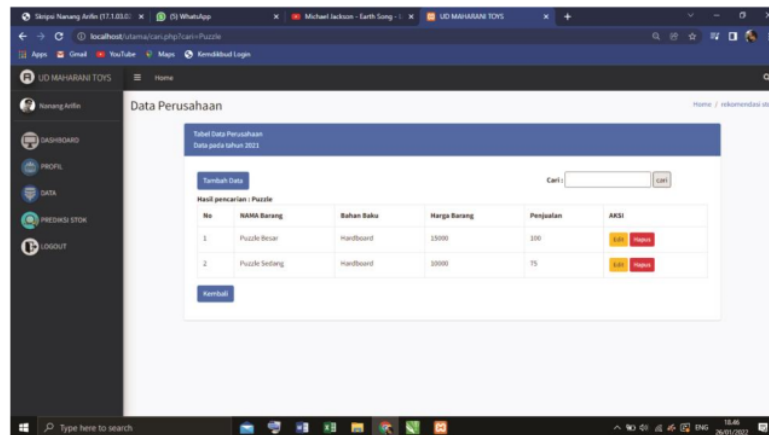 Skripsi Nanang Arifin (17.1.03.0
(5) WhatsApp
Michael Jackson - Earth Song -
UD MAHARANI TOYS
localhost/utama/cari.php?cari=Puzzle
Apps Gmail YouTube Maps Kemdikbud Login
UD MAHARANI TOYS
Home
Nanang Arifin
DASHBOARD
PROFIL
DATA
PREDIKSI STOK
LOGOUT
Data Perusahaan
Home / rekomendasi sto
Tabel Data Perusahaan
Data pada tahun 2021
Tambah Data
Cari :
cari
Hasil pencarian : Puzzle
No NAMA Barang Bahan Baku Harga Barang Penjualan AKSI
1 Puzzle Besar Hardboard 15000 100 Edit Hapus
2 Puzzle Sedang Hardboard 10000 75 Edit Hapus
Kembali
Type here to search
ENG
18.46
26/01/2022